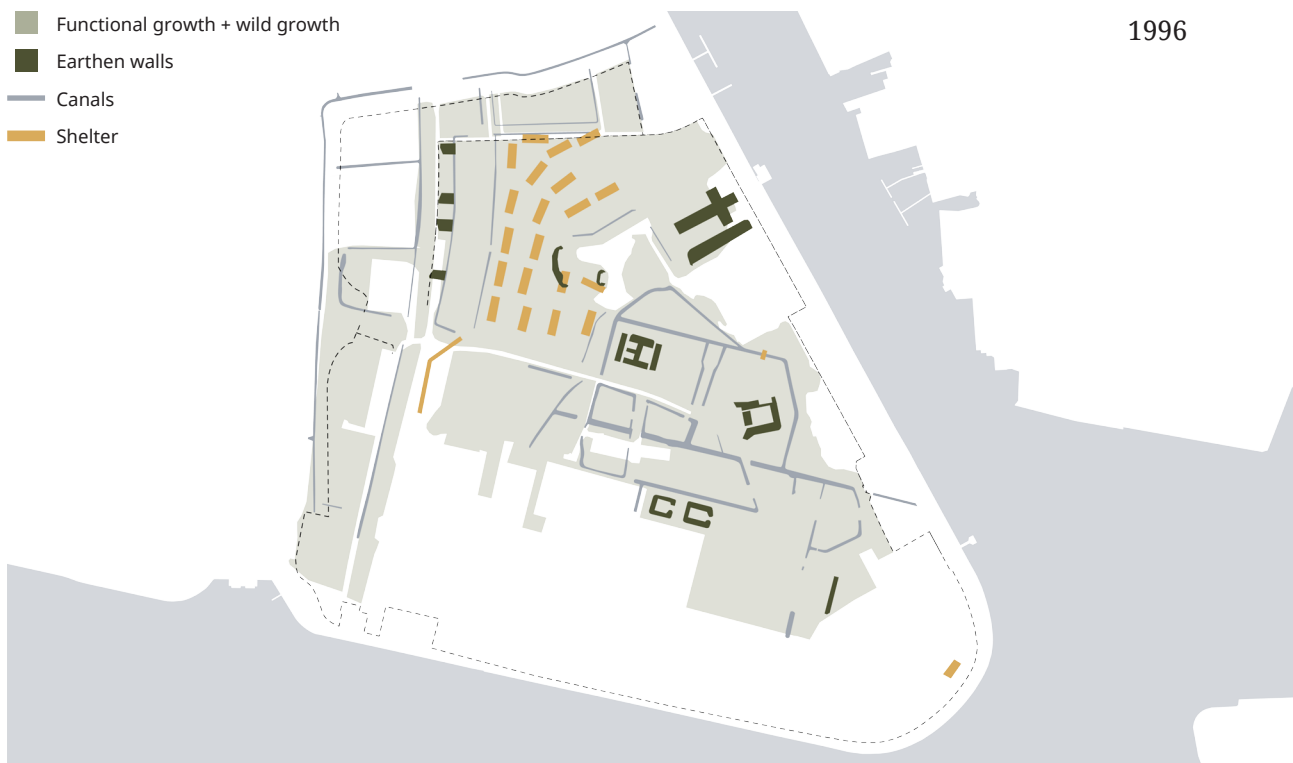 Functional growth + wild growth
Earthen walls
Canals
Shelter
1996